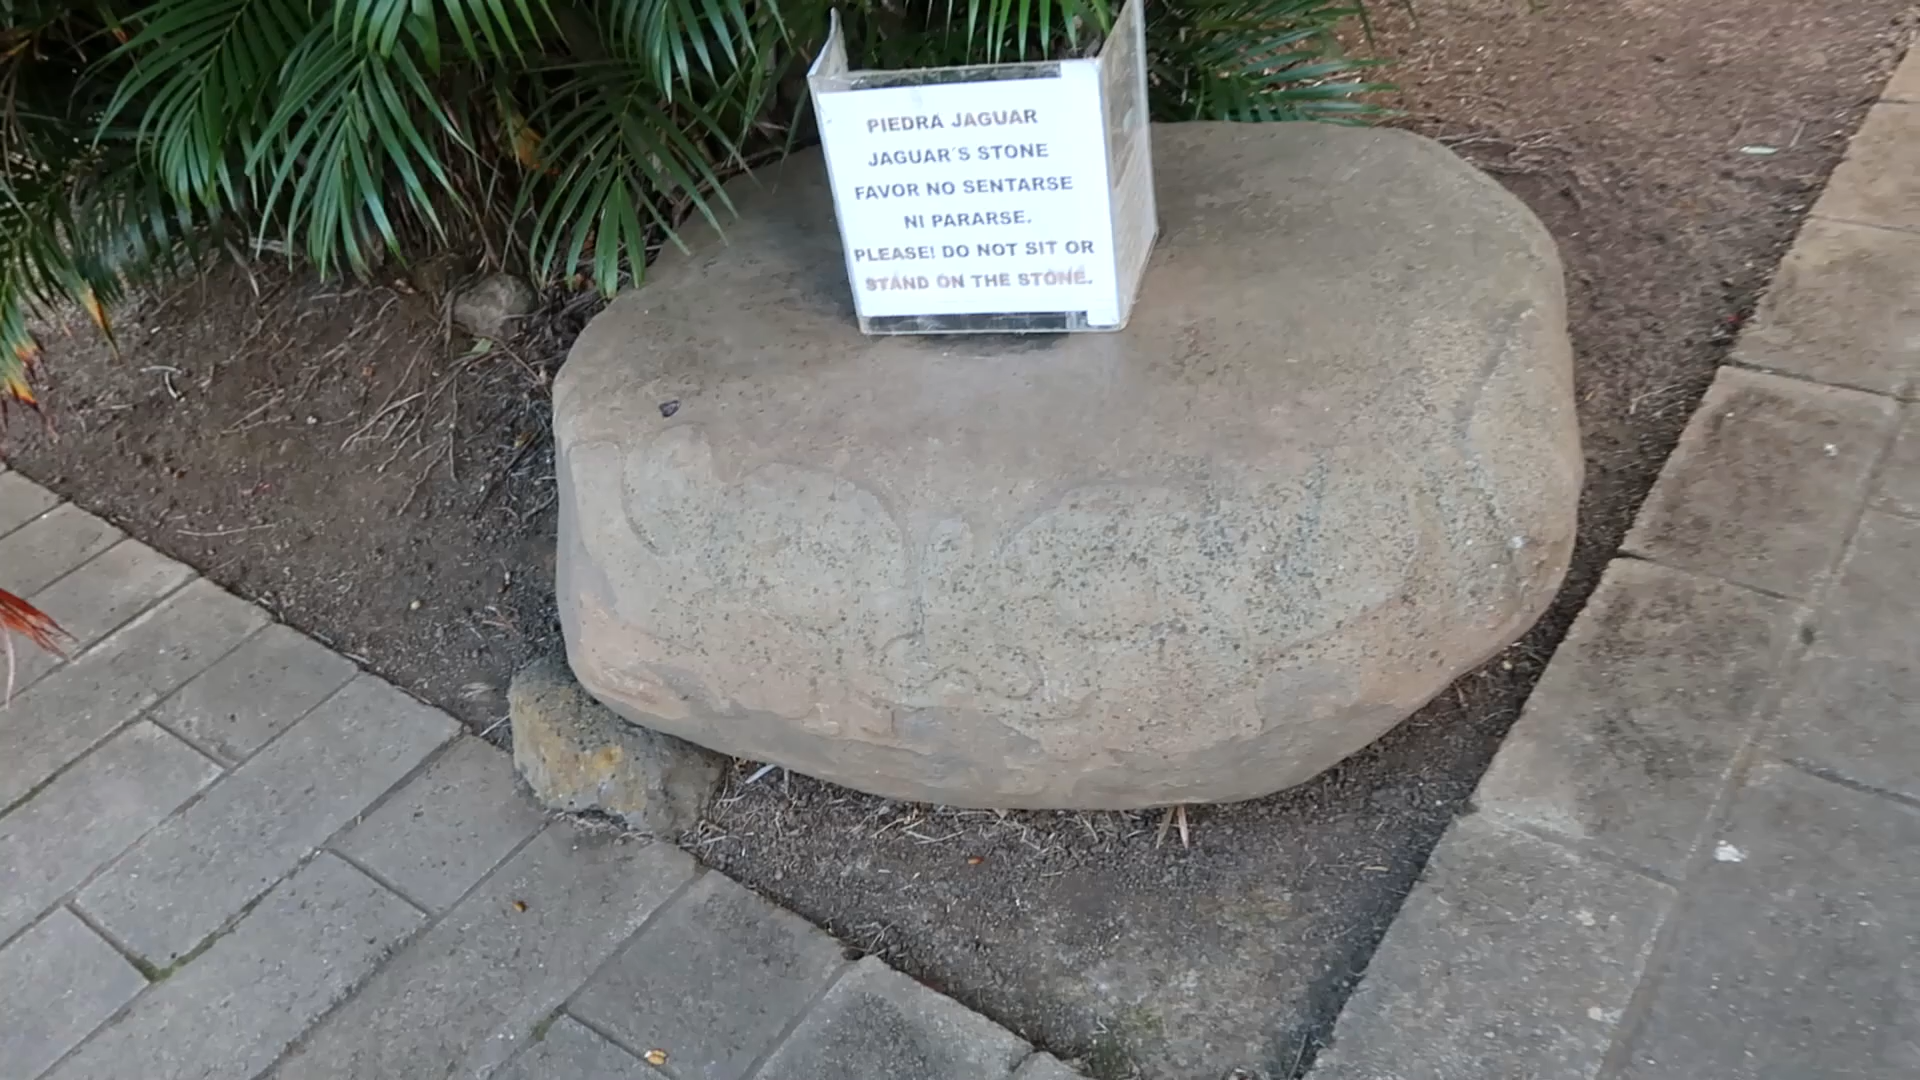 PIEDRA JAGUAR
JAGUAR´S STONE
FAVOR NO SENTARSE
NI PARARSE.
PLEASE! DO NOT SIT OR
STAND ON THE STONE.